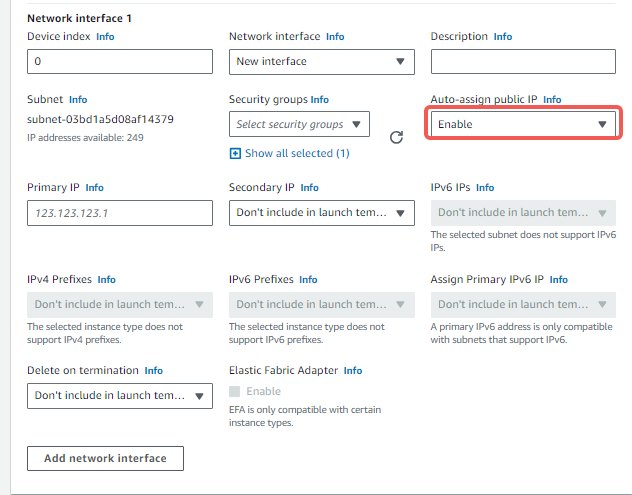 Network interface 1
Device index Info
Network interface Info
Description Info
0
New interface
Subnet Info
Security groups Info
Auto-assign public IP Info
subnet-03bd1a5d08af14379
Select security groups
Enable
IP addresses available: 249
Show all selected (1)
Primary IP Info
Secondary IP Info
IPv6 IPs Info
123.123.123.1
Don't include in launch tem...
Don't include in launch tem...
The selected subnet does not support IPv6
IPs.
IPv4 Prefixes Info
IPv6 Prefixes Info
Assign Primary IPv6 IP Info
Don't include in launch tem...
Don't include in launch tem...
Don't include in launch tem...
The selected instance type does not
support IPv4 prefixes.
The selected instance type does not
support IPv6 prefixes.
A primary IPv6 address is only compatible
with subnets that support IPv6.
Delete on termination Info
Elastic Fabric Adapter Info
Don't include in launch tem...
Enable
EFA is only compatible with certain
instance types.
Add network interface